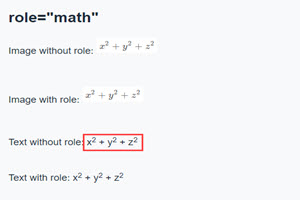 role="math"
Image without role: x² + y² + z²
Image with role: x² + y² + z²
Text without role: x² + y² + z²
Text with role: x² + y² + z²